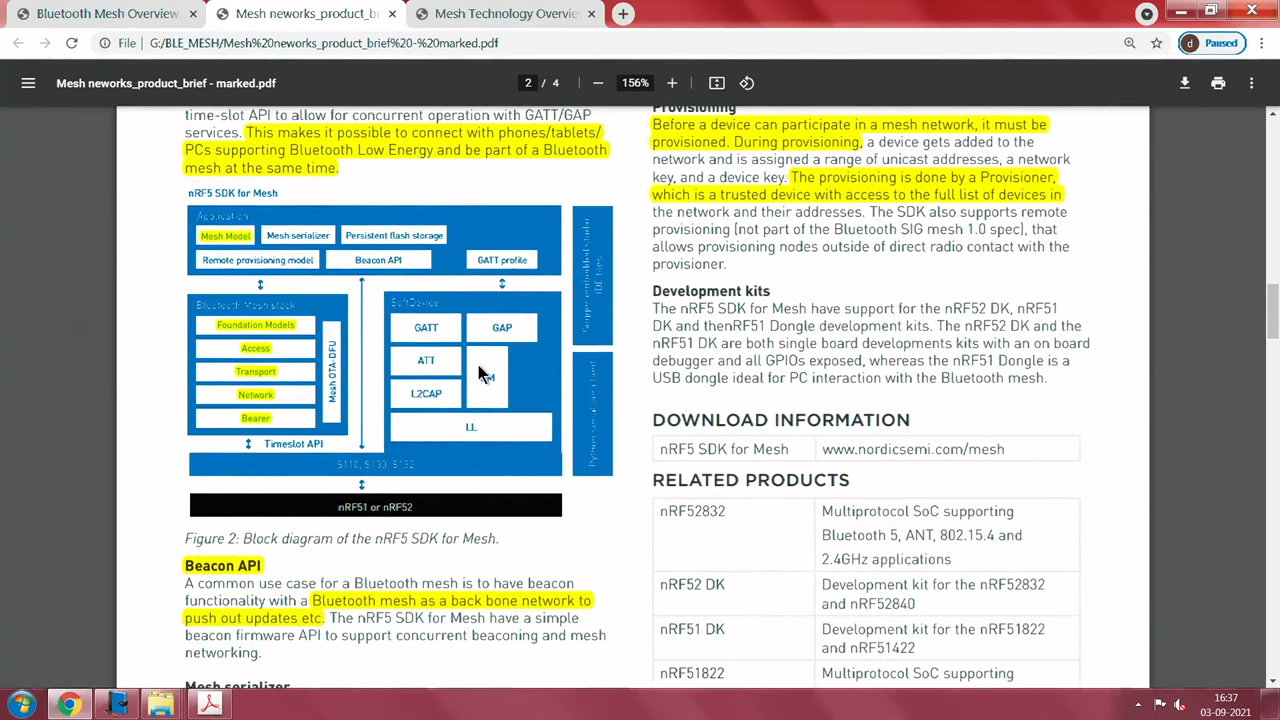 Bluetooth Mesh Overview
Mesh neworks_product_br
Mesh Technology Overvie
File
G:/BLE_MESH/Mesh%20neworks_product_brief%20-%20marked.pdf
Paused
Mesh neworks_product_brief - marked.pdf
2 / 4
156%
time-slot API to allow for concurrent operation with GATT/GAP
services. This makes it possible to connect with phones/tablets/
PCs supporting Bluetooth Low Energy and be part of a Bluetooth
mesh at the same time.
nRF5 SDK for Mesh
Application
Mesh Model
Mesh serializer
Persistent flash storage
Remote provisioning model
Beacon API
GATT profile
Bluetooth Mesh stack
Foundation Models
Access
Transport
Network
Bearer
Mesh OTA-DFU
SoftDevice
GATT
GAP
ATT
L2CAP
LL
Timeslot API
S110, S130, S132
nRF51 or nRF52
Figure 2: Block diagram of the nRF5 SDK for Mesh.
Beacon API
A common use case for a Bluetooth mesh is to have beacon
functionality with a Bluetooth mesh as a back bone network to
push out updates etc. The nRF5 SDK for Mesh have a simple
beacon firmware API to support concurrent beaconing and mesh
networking.
Mesh serializer
Provisioning
Before a device can participate in a mesh network, it must be
provisioned. During provisioning, a device gets added to the
network and is assigned a range of unicast addresses, a network
key, and a device key. The provisioning is done by a Provisioner,
which is a trusted device with access to the full list of devices in
the network and their addresses. The SDK also supports remote
provisioning (not part of the Bluetooth SIG mesh 1.0 spec), that
allows provisioning nodes outside of direct radio contact with the
provisioner.
Development kits
The nRF5 SDK for Mesh have support for the nRF52 DK, nRF51
DK and thenRF51 Dongle development kits. The nRF52 DK and the
nRF51 DK are both single board developments kits with an on board
debugger and all GPIOs exposed, whereas the nRF51 Dongle is a
USB dongle ideal for PC interaction with the Bluetooth mesh.
DOWNLOAD INFORMATION
nRF5 SDK for Mesh
www.nordicsemi.com/mesh
RELATED PRODUCTS
nRF52832
Multiprotocol SoC supporting
Bluetooth 5, ANT, 802.15.4 and
2.4GHz applications
nRF52 DK
Development kit for the nRF52832
and nRF52840
nRF51 DK
Development kit for the nRF51822
and nRF51422
nRF51822
Multiprotocol SoC supporting
16:37
03-09-2021